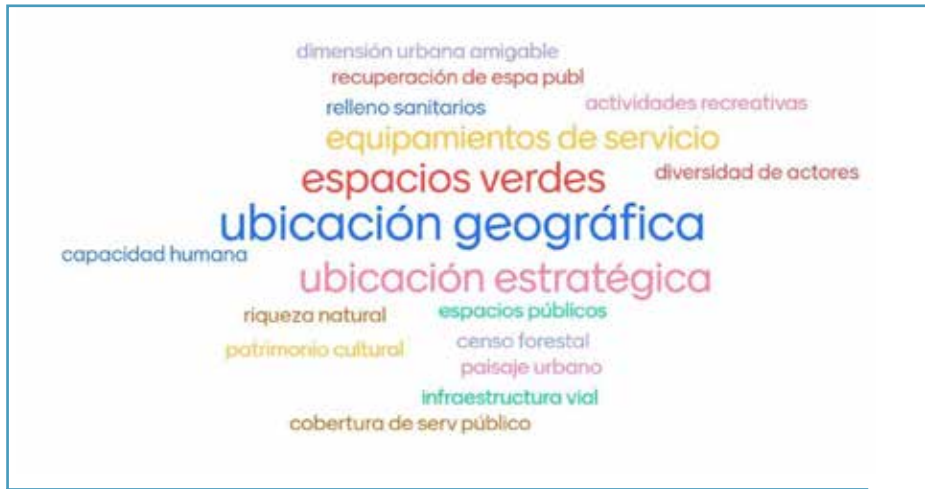 dimensión urbana amigable
recuperación de espa publ
relleno sanitarios
actividades recreativas
equipamientos de servicio
espacios verdes
diversidad de actores
ubicación geográfica
capacidad humana
ubicación estratégica
riqueza natural
espacios públicos
patrimonio cultural
censo forestal
paisaje urbano
infraestructura vial
cobertura de serv público